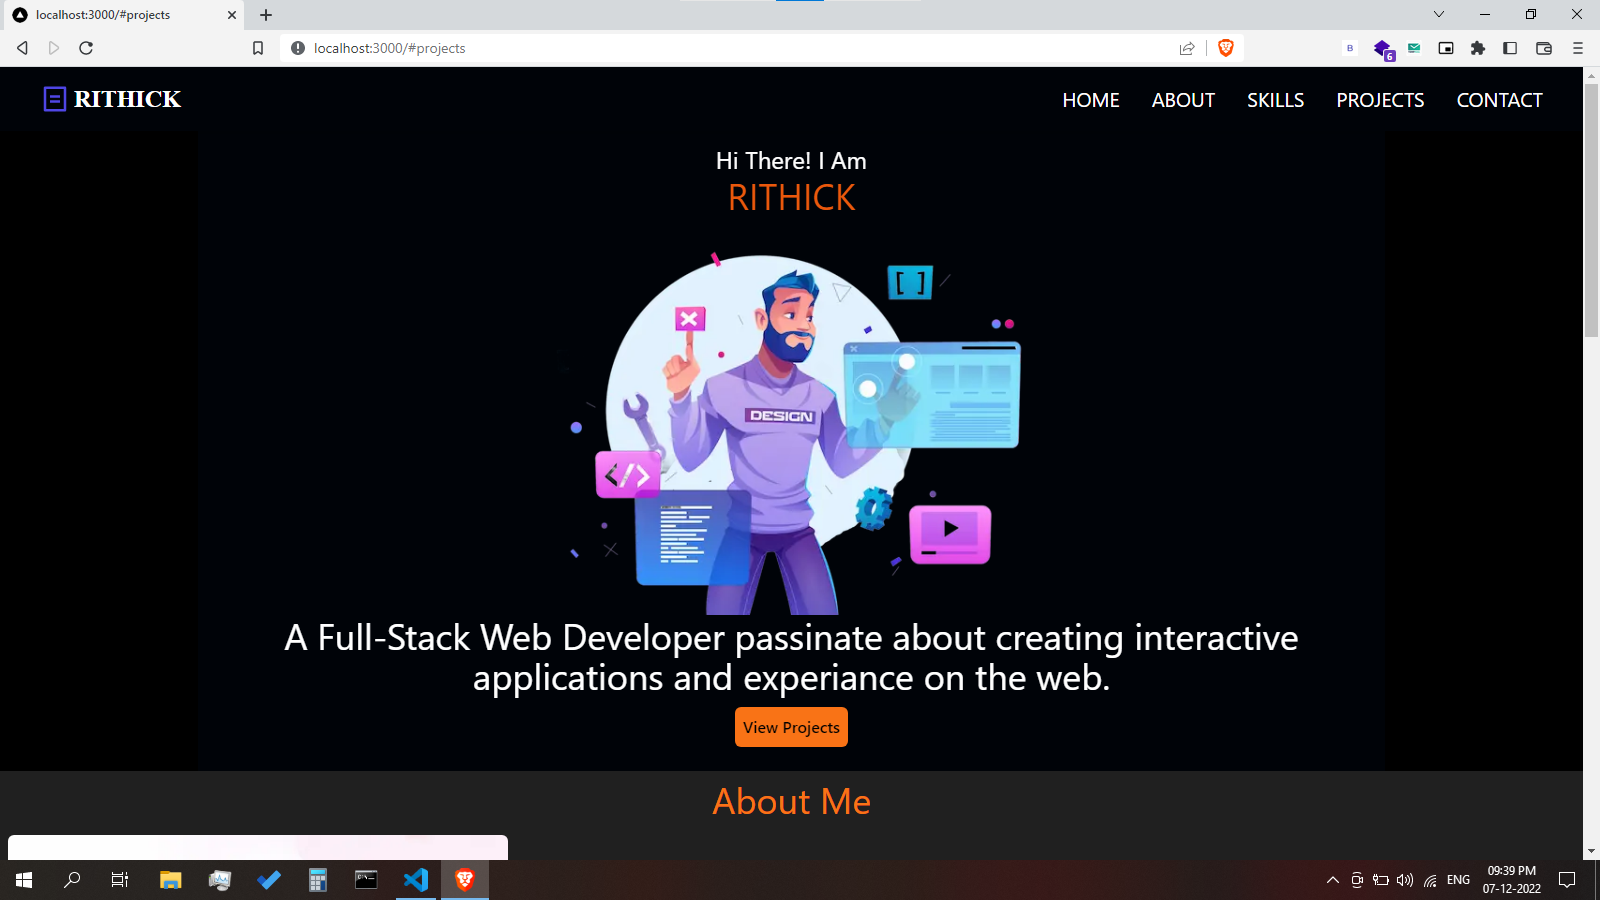 localhost:3000/#projects
localhost:3000/#projects
B
6
RITHICK
HOME ABOUT SKILLS PROJECTS CONTACT
Hi There! I Am
RITHICK
[ ]
DESIGN
</>
A Full-Stack Web Developer passinate about creating interactive
applications and experiance on the web.
View Projects
About Me
ENG
09:39 PM
07-12-2022